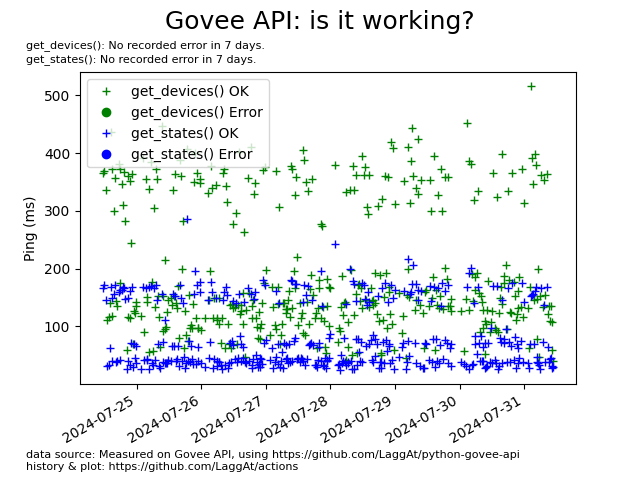 Govee API: is it working?
get_devices(): No recorded error in 7 days.
get_states(): No recorded error in 7 days.
get_devices() OK
get_devices() Error
get_states() OK
get_states() Error
500
400
300
200
100
Ping (ms)
2024-07-25
2024-07-26
2024-07-27
2024-07-28
2024-07-29
2024-07-30
2024-07-31
data source: Measured on Govee API, using https://github.com/LaggAt/python-govee-api
history & plot: https://github.com/LaggAt/actions